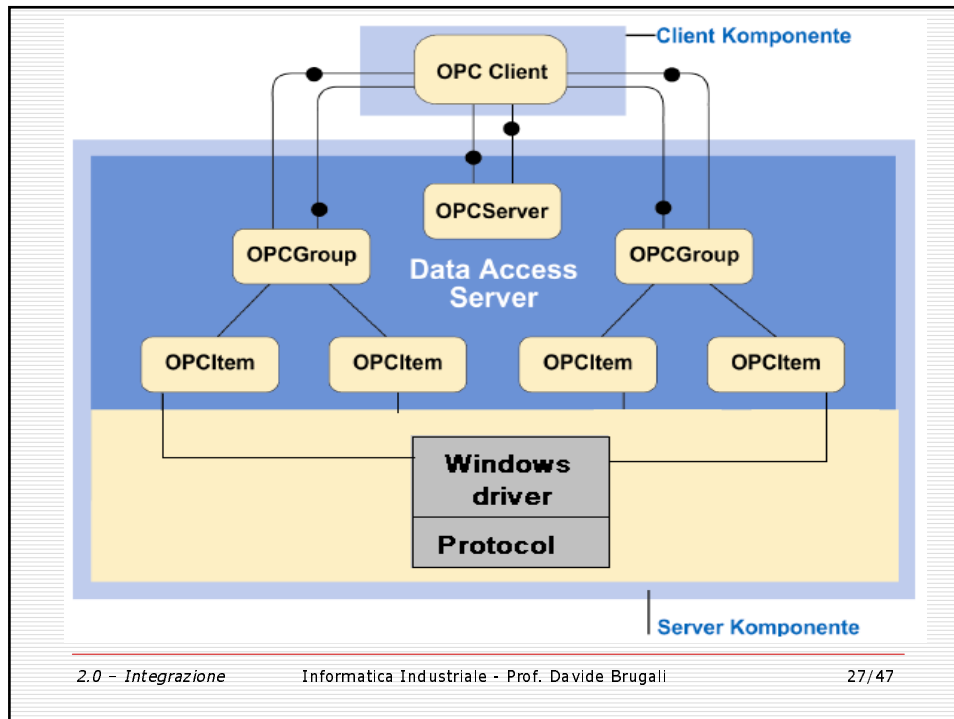 Client Komponente
OPC Client
OPCServer
OPCGroup
OPCGroup
Data Access
Server
OPCItem
OPCItem
OPCItem
OPCItem
Windows
driver
Protocol
Server Komponente
2.0 – Integrazione
Informatica Industriale - Prof. Davide Brugali
27/47